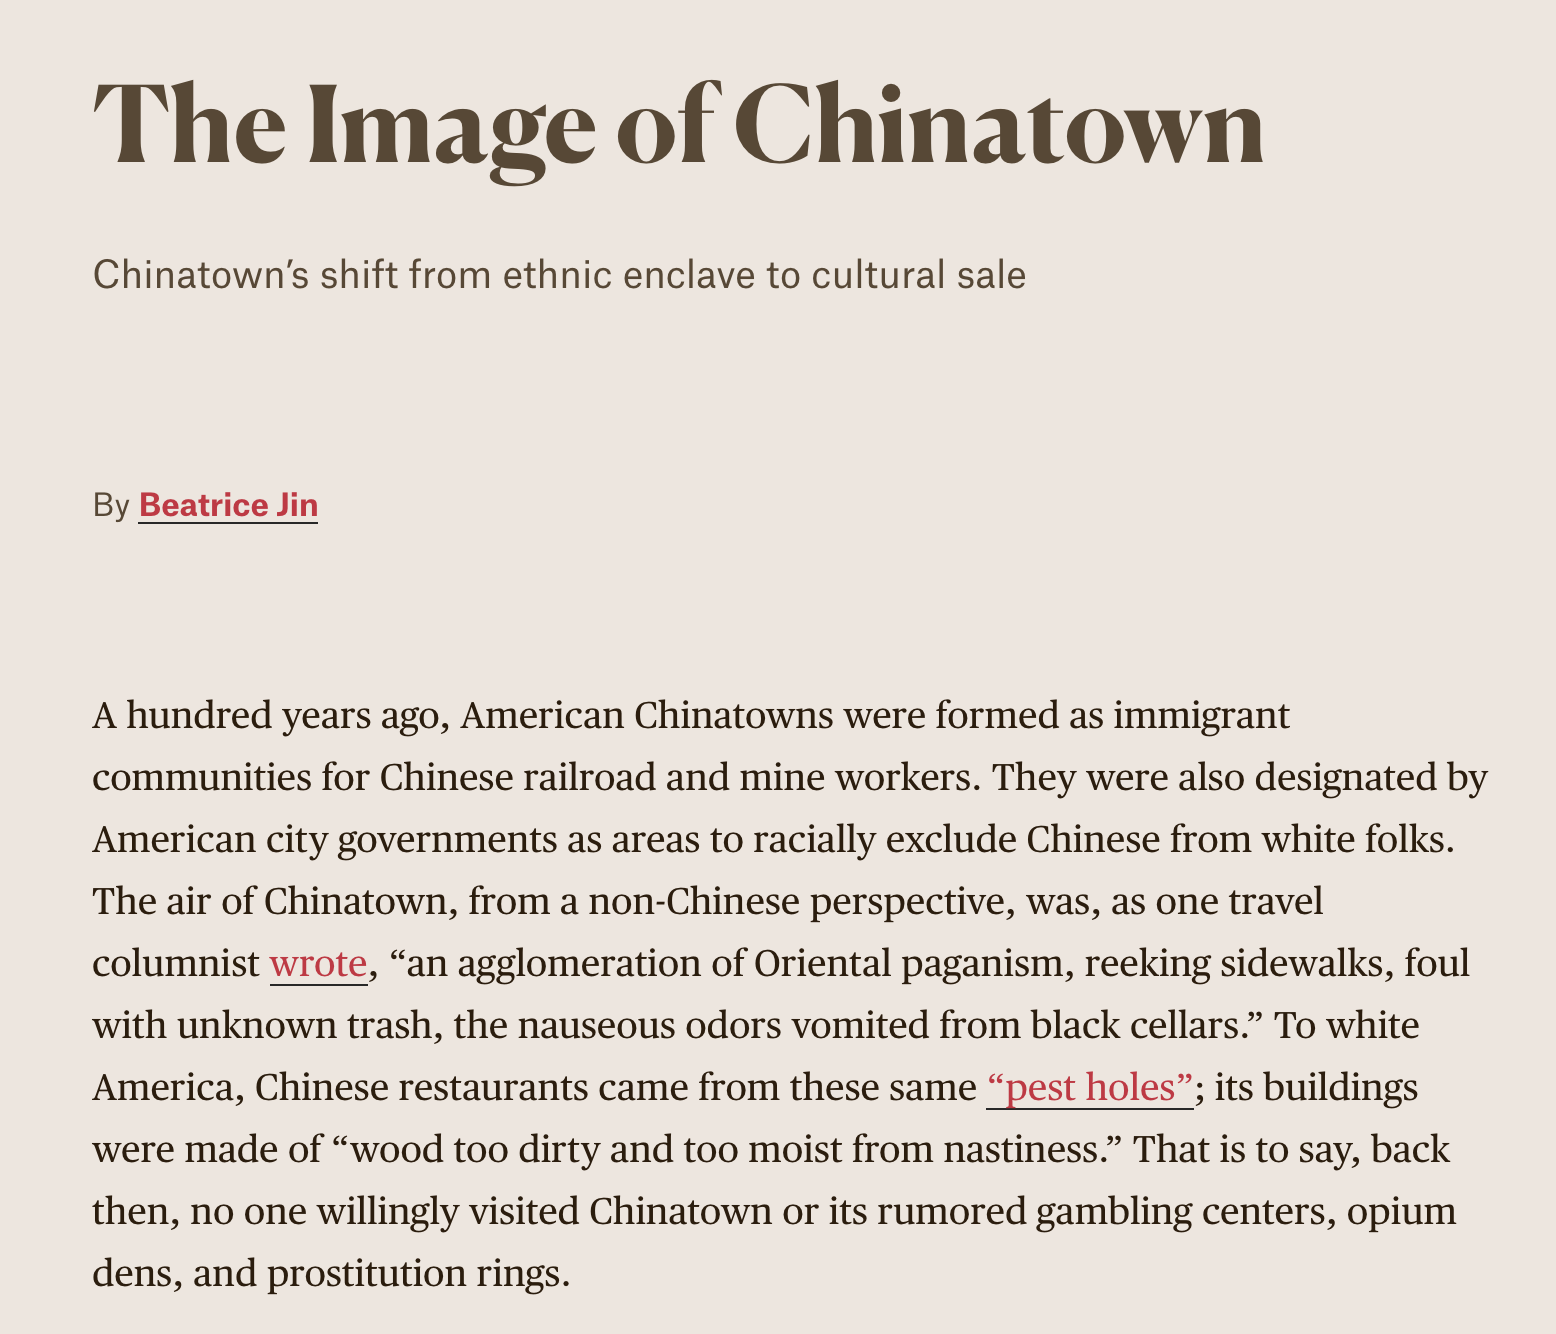 The Image of Chinatown
Chinatown’s shift from ethnic enclave to cultural sale
By Beatrice Jin
A hundred years ago, American Chinatowns were formed as immigrant
communities for Chinese railroad and mine workers. They were also designated by
American city governments as areas to racially exclude Chinese from white folks.
The air of Chinatown, from a non-Chinese perspective, was, as one travel
columnist wrote, “an agglomeration of Oriental paganism, reeking sidewalks, foul
with unknown trash, the nauseous odors vomited from black cellars.” To white
America, Chinese restaurants came from these same “pest holes”; its buildings
were made of “wood too dirty and too moist from nastiness.” That is to say, back
then, no one willingly visited Chinatown or its rumored gambling centers, opium
dens, and prostitution rings.